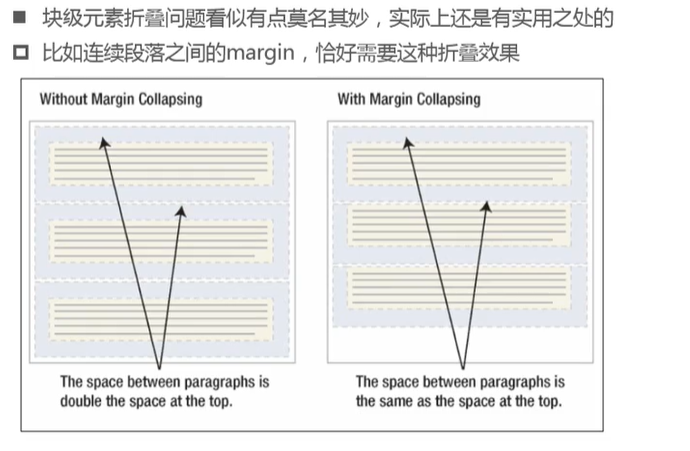 块级元素折叠问题看似有点莫名其妙，实际上还是有实用之处的
比如连续段落之间的margin，恰好需要这种折叠效果
Without Margin Collapsing
With Margin Collapsing
The space between paragraphs is
double the space at the top.
The space between paragraphs is
the same as the space at the top.